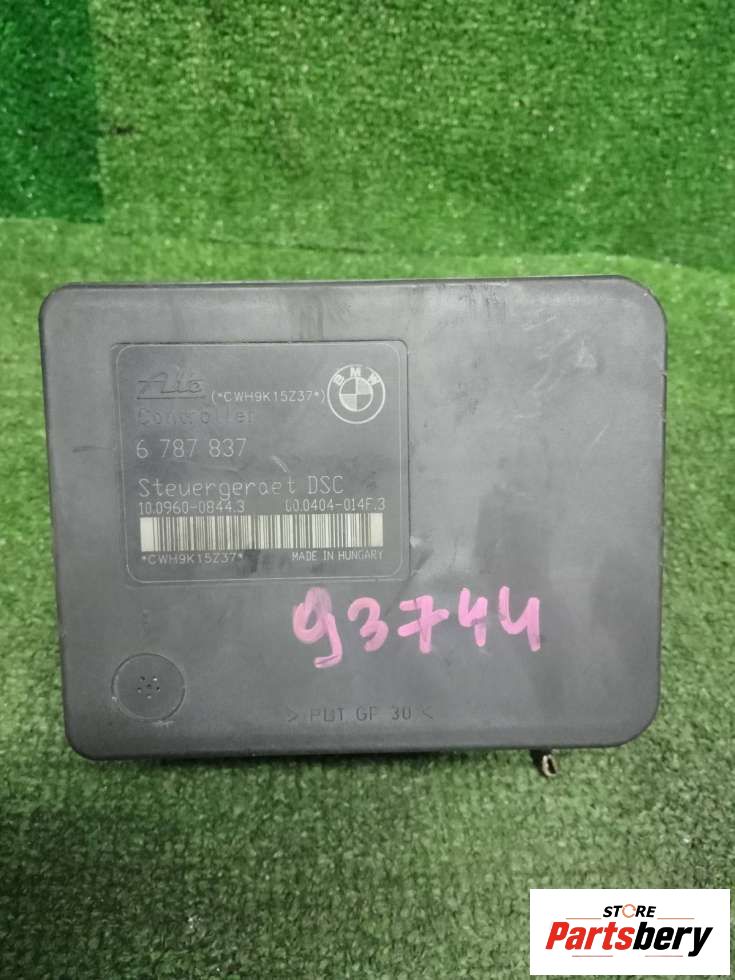 Ate (*CWH9K15Z37*) BMW
Controller
6 787 837
Steuergeraet DSC
10.0960-0844.3 00.0404-014F.3
*CWH9K15Z37* MADE IN HUNGARY
93744
> PBT GF 30 <
STORE
Partsbery